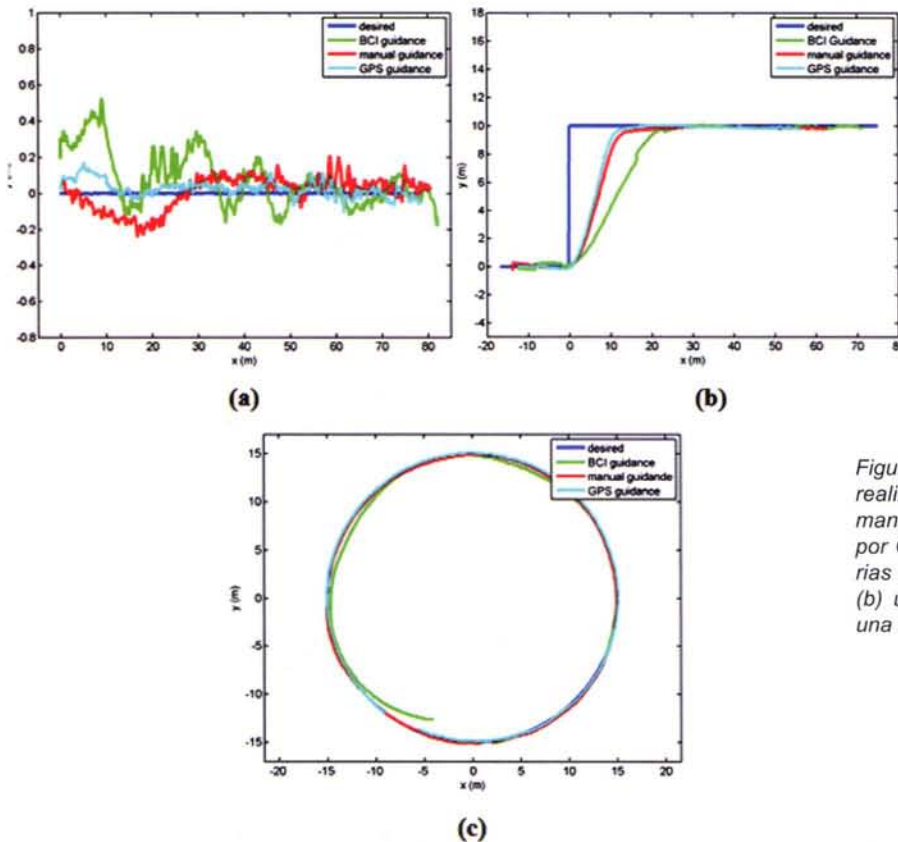 1
0.8
0.6
0.4
0.2
0
-0.2
-0.4
-0.6
-0.8
0 10 20 30 40 50 60 70 80
x (m)
desired
BCI guidance
manual guidance
GPS guidance
(a)
18
16
14
12
10
8
6
4
2
0
-2
-4
y (m)
-20 -10 0 10 20 30 40 50 60 70 80
x (m)
desired
BCI Guidance
manual guidance
GPS guidance
(b)
15
10
5
0
-5
-10
-15
y (m)
-20 -15 -10 -5 0 5 10 15 20
x (m)
desired
BCI guidance
manual guidande
GPS guidance
(c)
Figu
reali
man
por
rias
(b) u
una